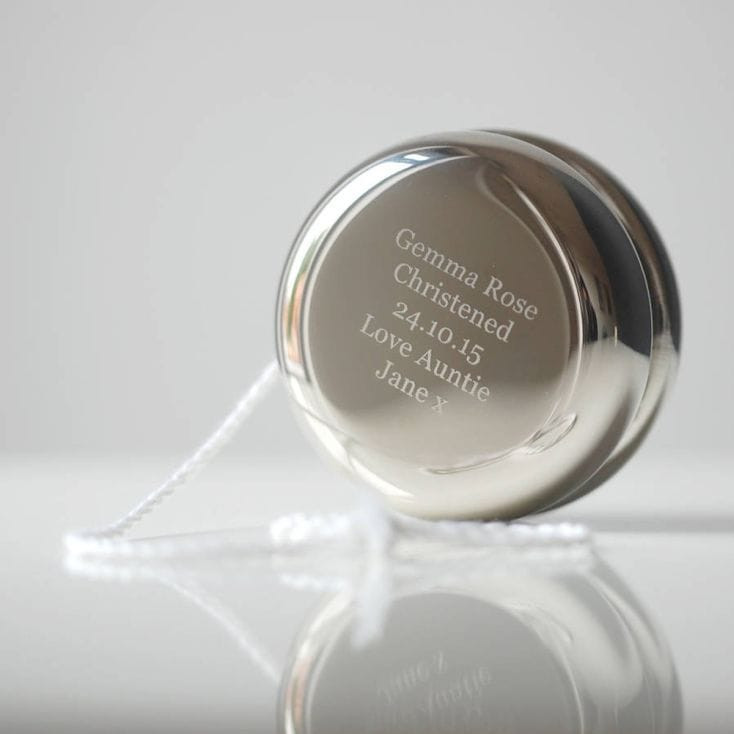 Gemma Rose
Christened
24.10.15
Love Auntie
Jane x